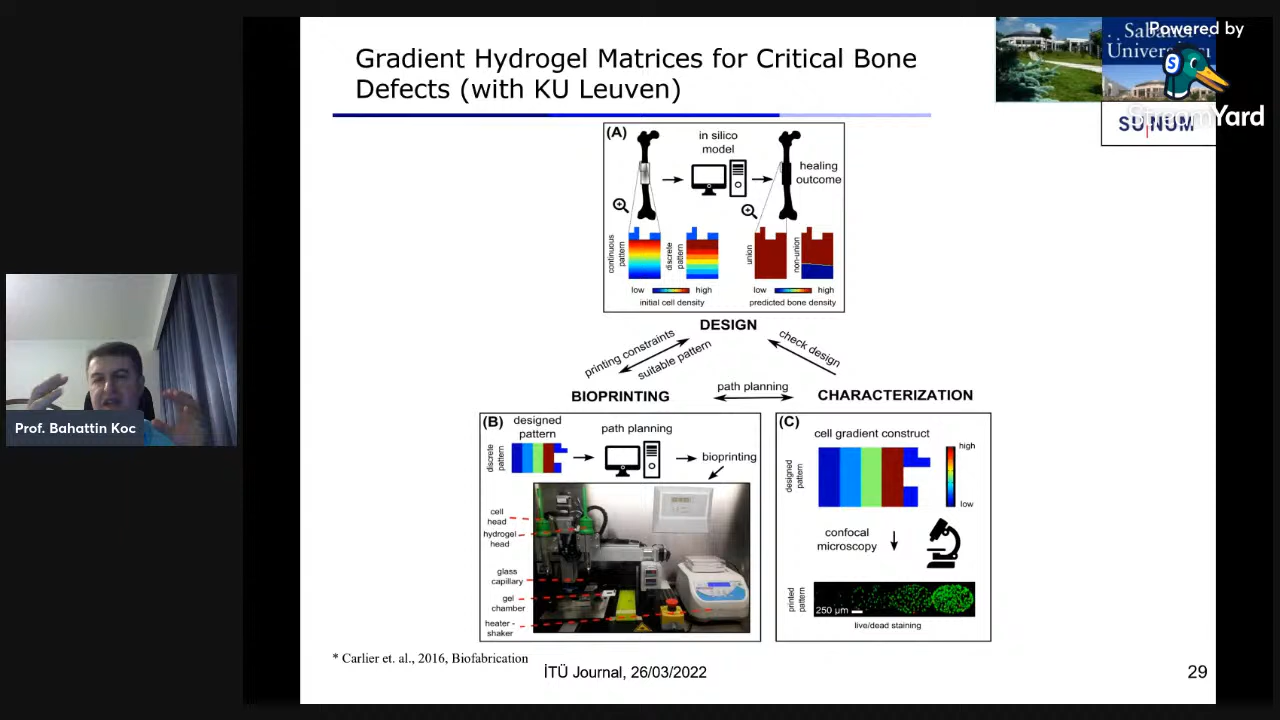 Gradient Hydrogel Matrices for Critical Bone
Defects (with KU Leuven)
Sabancı
Üniversitesi
SU NUM
Powered by
StreamYard
(A)
in silico
model
healing
outcome
continuous
pattern
discrete
pattern
union
non-union
low high
initial cell density
low high
predicted bone density
DESIGN
printing constraints
suitable pattern
check design
BIOPRINTING
path planning
CHARACTERIZATION
(B)
designed
pattern
path planning
discrete
pattern
bioprinting
cell
head
hydrogel
head
glass
capillary
gel
chamber
heater -
shaker
(C)
cell gradient construct
designed
pattern
high
low
confocal
microscopy
printed
pattern
250 µm
live/dead staining
Prof. Bahattin Koc
* Carlier et. al., 2016, Biofabrication
İTÜ Journal, 26/03/2022
29